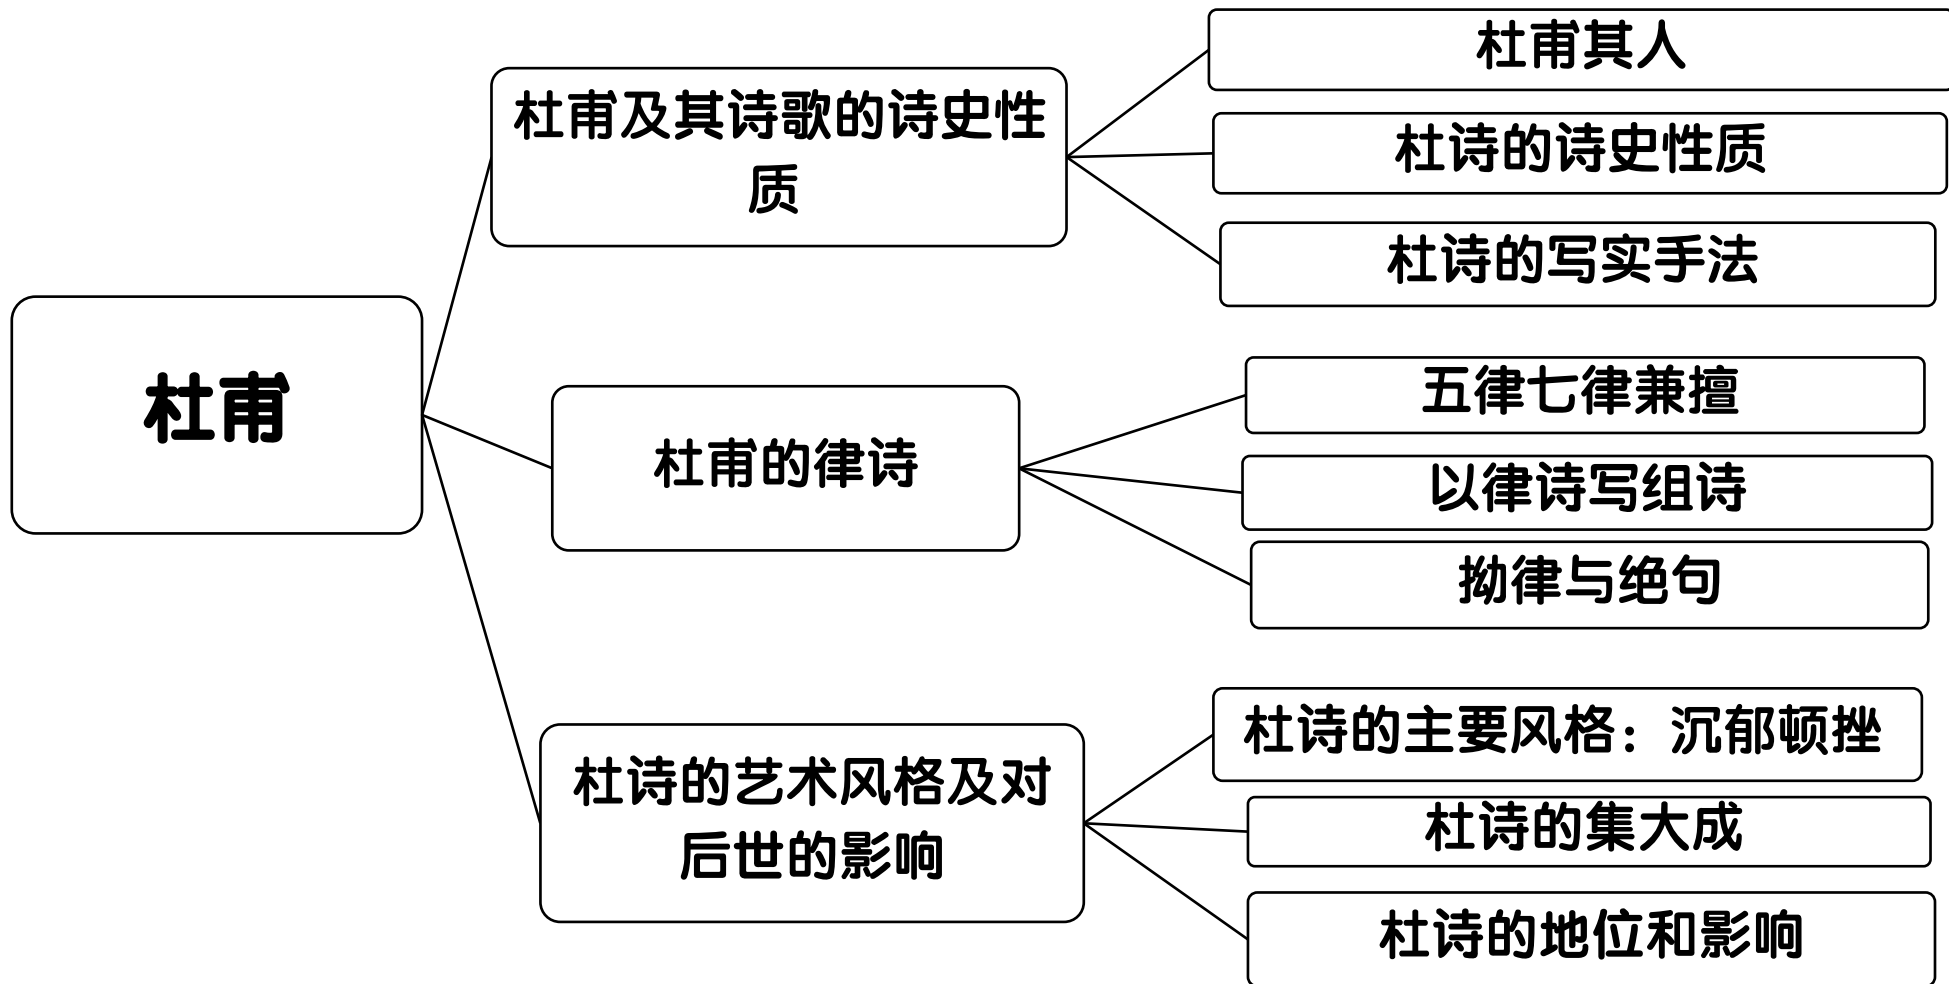 杜甫
杜甫及其诗歌的诗史性
质
杜甫其人
杜诗的诗史性质
杜诗的写实手法
杜甫的律诗
五律七律兼擅
以律诗写组诗
拗律与绝句
杜诗的艺术风格及对
后世的影响
杜诗的主要风格：沉郁顿挫
杜诗的集大成
杜诗的地位和影响